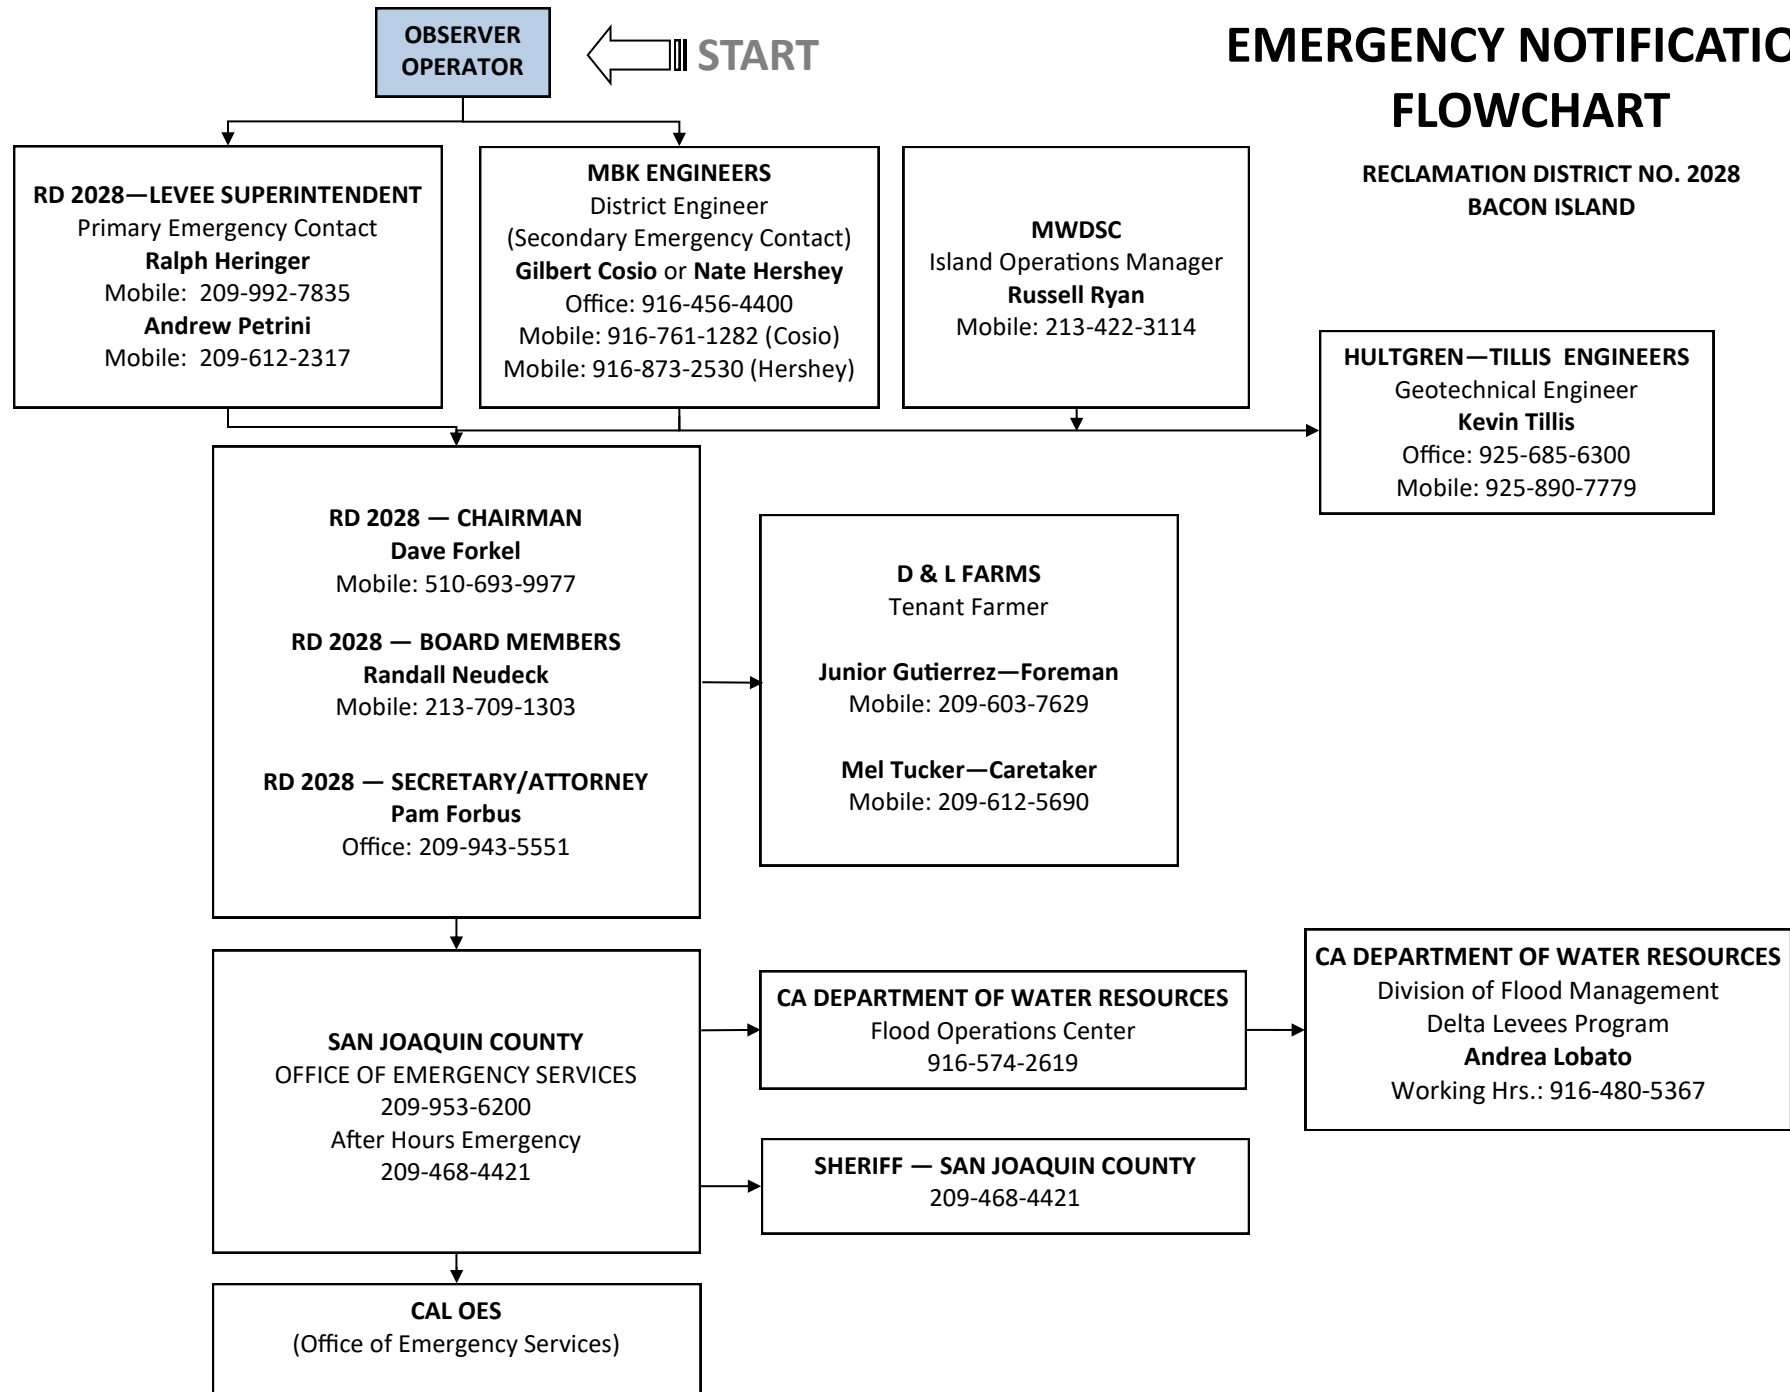 OBSERVER
OPERATOR
START
EMERGENCY NOTIFICATIO
FLOWCHART
RECLAMATION DISTRICT NO. 2028
BACON ISLAND
RD 2028—LEVEE SUPERINTENDENT
Primary Emergency Contact
Ralph Heringer
Mobile: 209-992-7835
Andrew Petrini
Mobile: 209-612-2317
MBK ENGINEERS
District Engineer
(Secondary Emergency Contact)
Gilbert Cosio or Nate Hershey
Office: 916-456-4400
Mobile: 916-761-1282 (Cosio)
Mobile: 916-873-2530 (Hershey)
MWDSC
Island Operations Manager
Russell Ryan
Mobile: 213-422-3114
HULTGREN—TILLIS ENGINEERS
Geotechnical Engineer
Kevin Tillis
Office: 925-685-6300
Mobile: 925-890-7779
RD 2028 — CHAIRMAN
Dave Forkel
Mobile: 510-693-9977
RD 2028 — BOARD MEMBERS
Randall Neudeck
Mobile: 213-709-1303
RD 2028 — SECRETARY/ATTORNEY
Pam Forbus
Office: 209-943-5551
D & L FARMS
Tenant Farmer
Junior Gutierrez—Foreman
Mobile: 209-603-7629
Mel Tucker—Caretaker
Mobile: 209-612-5690
SAN JOAQUIN COUNTY
OFFICE OF EMERGENCY SERVICES
209-953-6200
After Hours Emergency
209-468-4421
CA DEPARTMENT OF WATER RESOURCES
Flood Operations Center
916-574-2619
CA DEPARTMENT OF WATER RESOURCES
Division of Flood Management
Delta Levees Program
Andrea Lobato
Working Hrs.: 916-480-5367
SHERIFF — SAN JOAQUIN COUNTY
209-468-4421
CAL OES
(Office of Emergency Services)